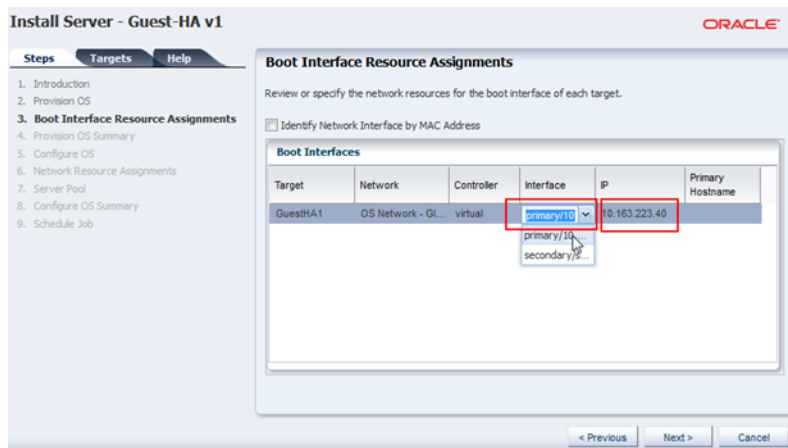 Install Server - Guest-HA v1
ORACLE
Steps Targets Help
1. Introduction
2. Provision OS
3. Boot Interface Resource Assignments
4. Provision OS Summary
5. Configure OS
6. Network Resource Assignments
7. Server Pool
8. Configure OS Summary
9. Schedule Job
Boot Interface Resource Assignments
Review or specify the network resources for the boot interface of each target.
Identify Network Interface by MAC Address
Boot Interfaces
Target Network Controller Interface IP Primary Hostname
GuestHA1 OS Network - Gl... virtual primary/10 10.163.223.40
primary/10....
secondary/s...
< Previous Next > Cancel